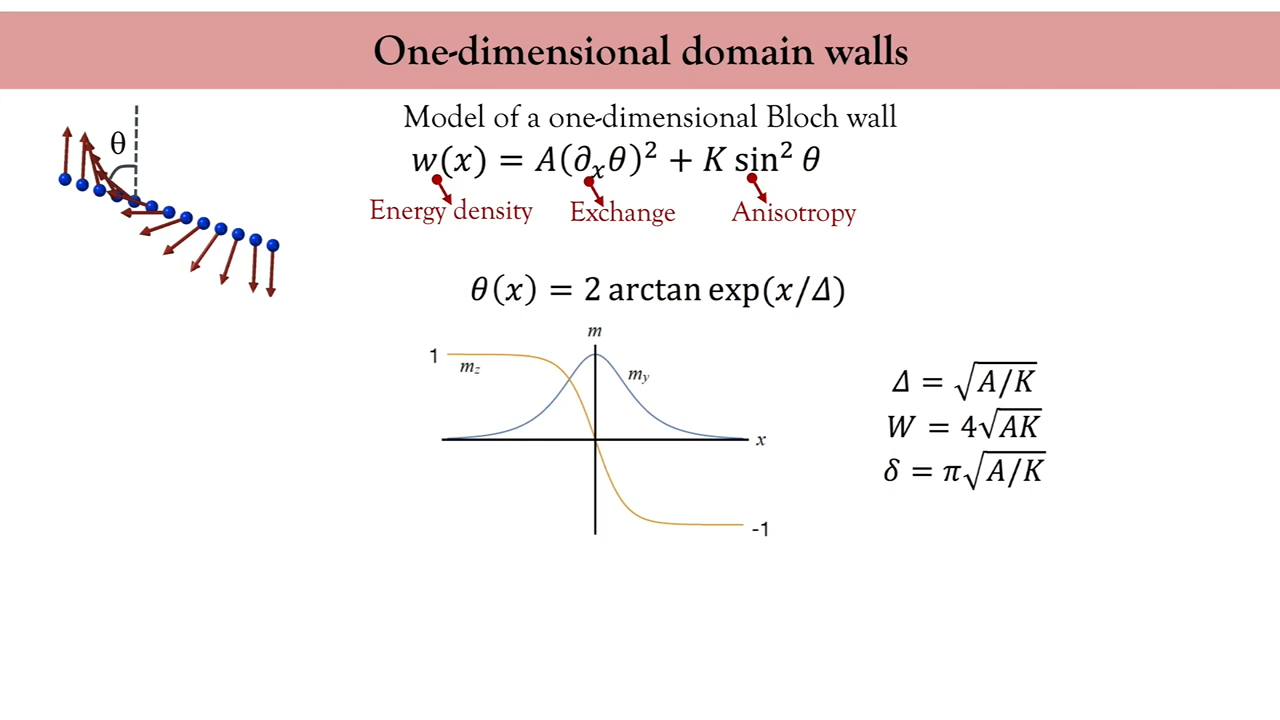 One-dimensional domain walls
Model of a one-dimensional Bloch wall
θ
w(x) = A(∂ₓθ)² + K sin² θ
Energy density
Exchange
Anisotropy
θ(x) = 2 arctan exp(x/Δ)
m
1
m_z
m_y
x
-1
Δ = √A/K
W = 4√AK
δ = π√A/K